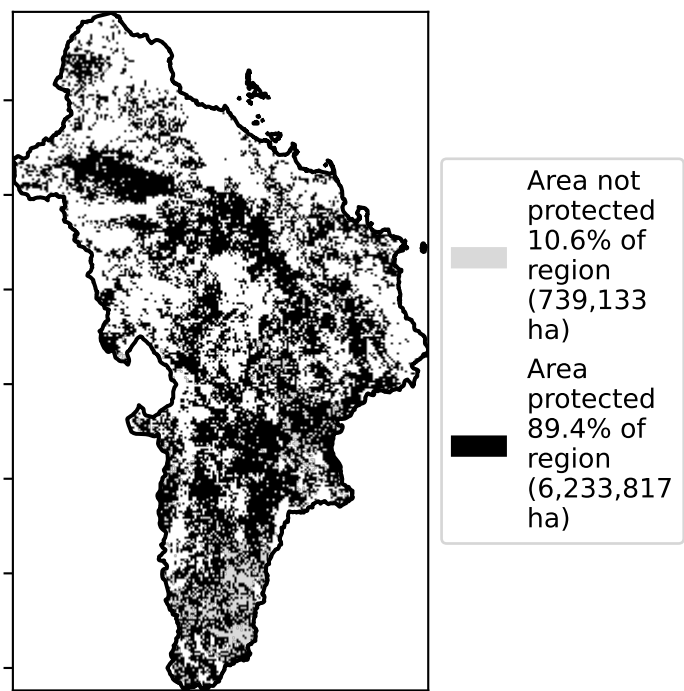 Area not
protected
10.6% of
region
(739,133
ha)
Area
protected
89.4% of
region
(6,233,817
ha)